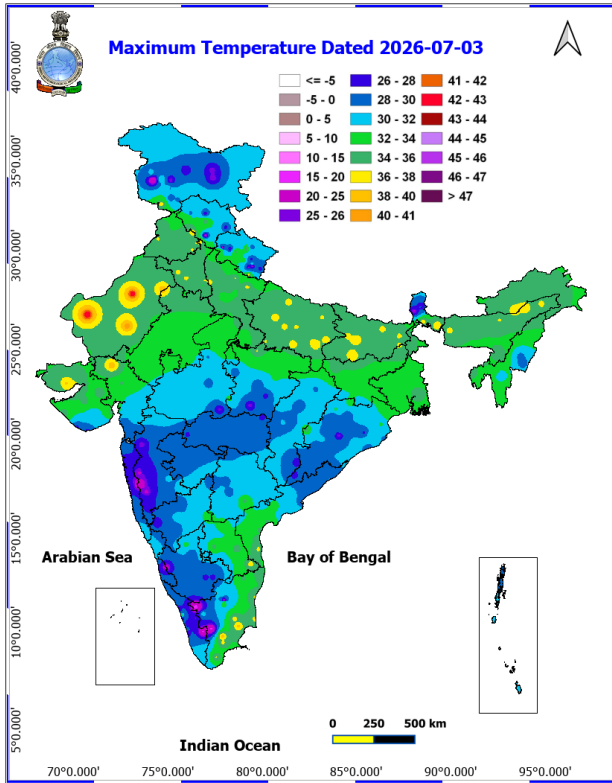 Maximum Temperature Dated 2026-07-03
<= -5
-5 - 0
0 - 5
5 - 10
10 - 15
15 - 20
20 - 25
25 - 26
26 - 28
28 - 30
30 - 32
32 - 34
34 - 36
36 - 38
38 - 40
40 - 41
41 - 42
42 - 43
43 - 44
44 - 45
45 - 46
46 - 47
> 47
40°0.000'
35°0.000'
30°0.000'
25°0.000'
20°0.000'
15°0.000'
10°0.000'
5°0.000'
Arabian Sea
Bay of Bengal
Indian Ocean
0 250 500 km
70°0.000' 75°0.000' 80°0.000' 85°0.000' 90°0.000' 95°0.000'